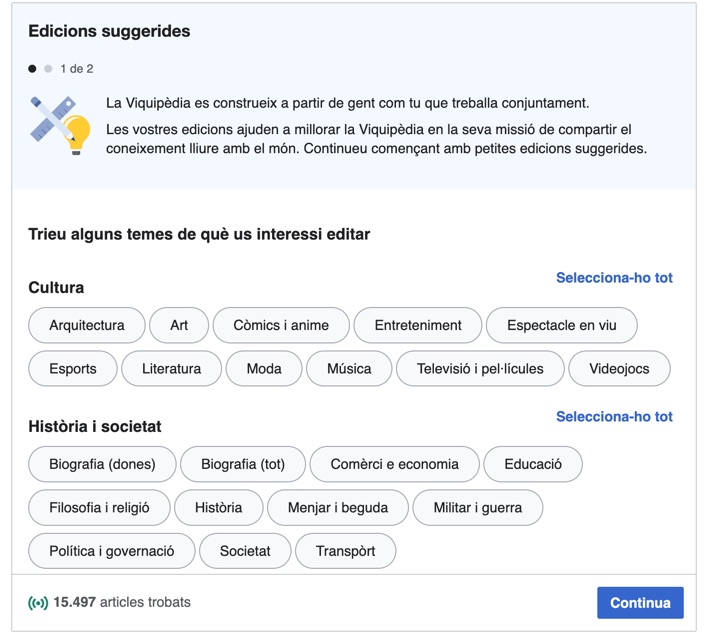 Edicions suggerides
1 de 2
La Viquipèdia es construeix a partir de gent com tu que treballa conjuntament.
Les vostres edicions ajuden a millorar la Viquipèdia en la seva missió de compartir el
coneixement lliure amb el món. Continueu començant amb petites edicions suggerides.
Trieu alguns temes de què us interessi editar
Selecciona-ho tot
Cultura
Arquitectura Art Còmics i anime Entreteniment Espectacle en viu
Esports Literatura Moda Música Televisió i pel·lícules Videojocs
Selecciona-ho tot
Història i societat
Biografia (dones) Biografia (tot) Comèrci e economia Educació
Filosofia i religió Història Menjar i beguda Militar i guerra
Política i governació Societat Transpòrt
15.497 articles trobats Continua